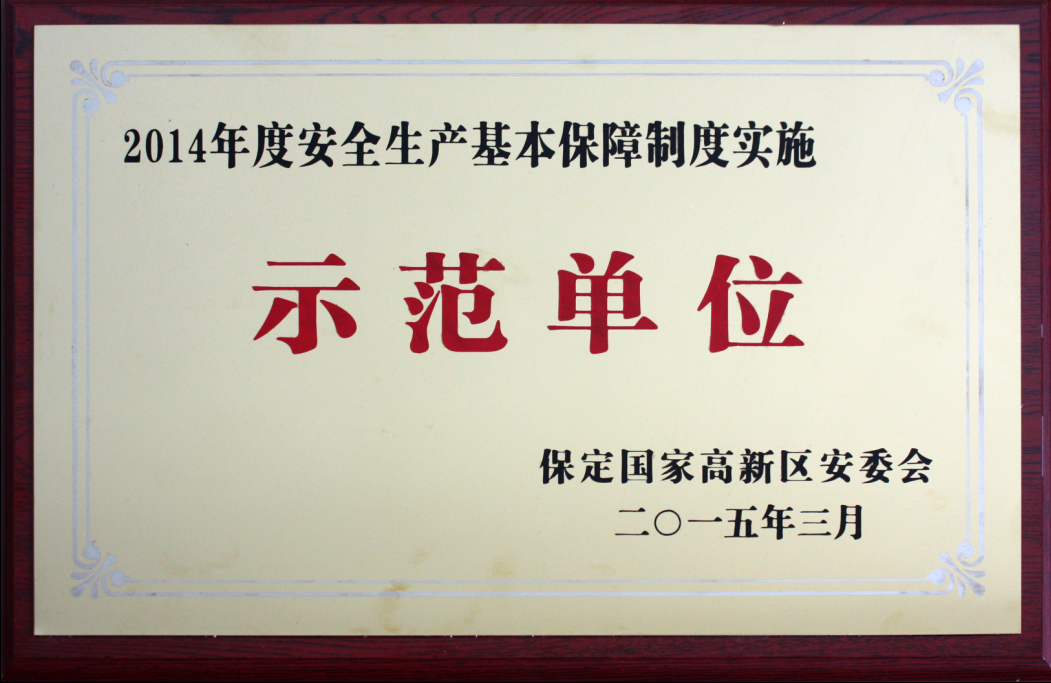 2014年度安全生产基本保障制度实施
示范单位
保定国家高新区安委会
二〇一五年三月